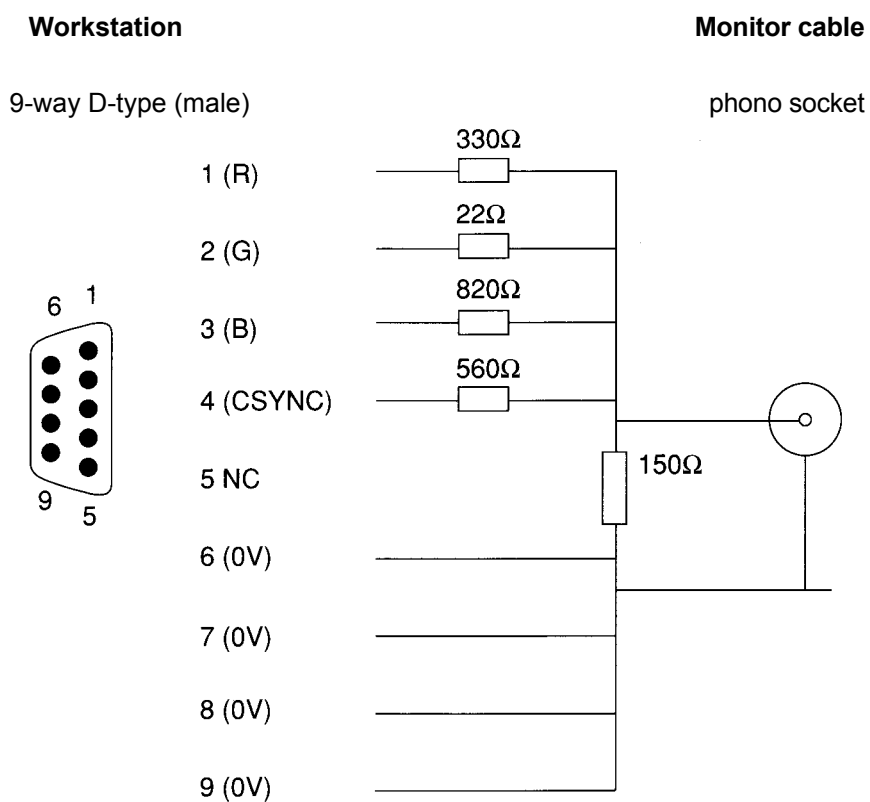 Workstation
Monitor cable
9-way D-type (male)
phono socket
330Ω
1 (R)
22Ω
2 (G)
820Ω
3 (B)
6 1
560Ω
4 (CSYNC)
150Ω
5 NC
9 5
6 (0V)
7 (0V)
8 (0V)
9 (0V)